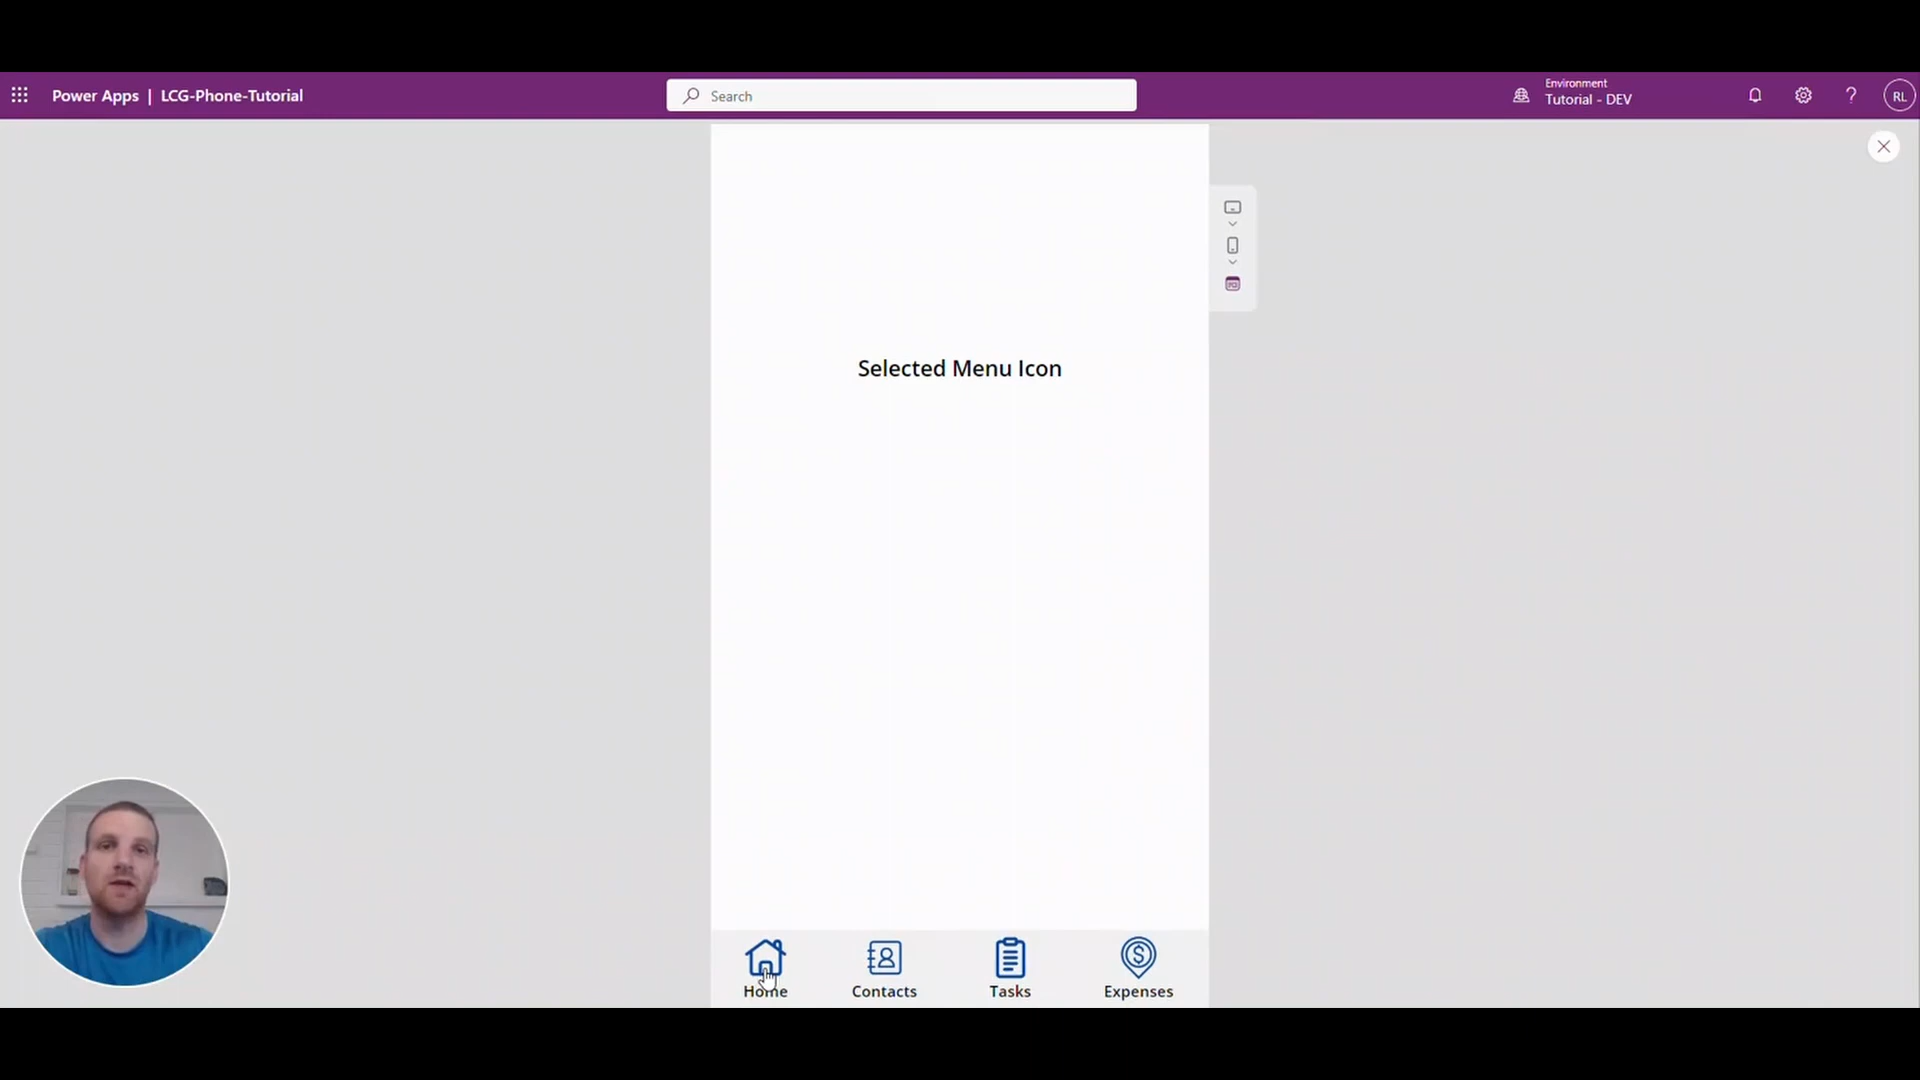 Power Apps | LCG-Phone-Tutorial
Search
Environment
Tutorial - DEV
?
RL
Selected Menu Icon
$
Home
Contacts
Tasks
Expenses